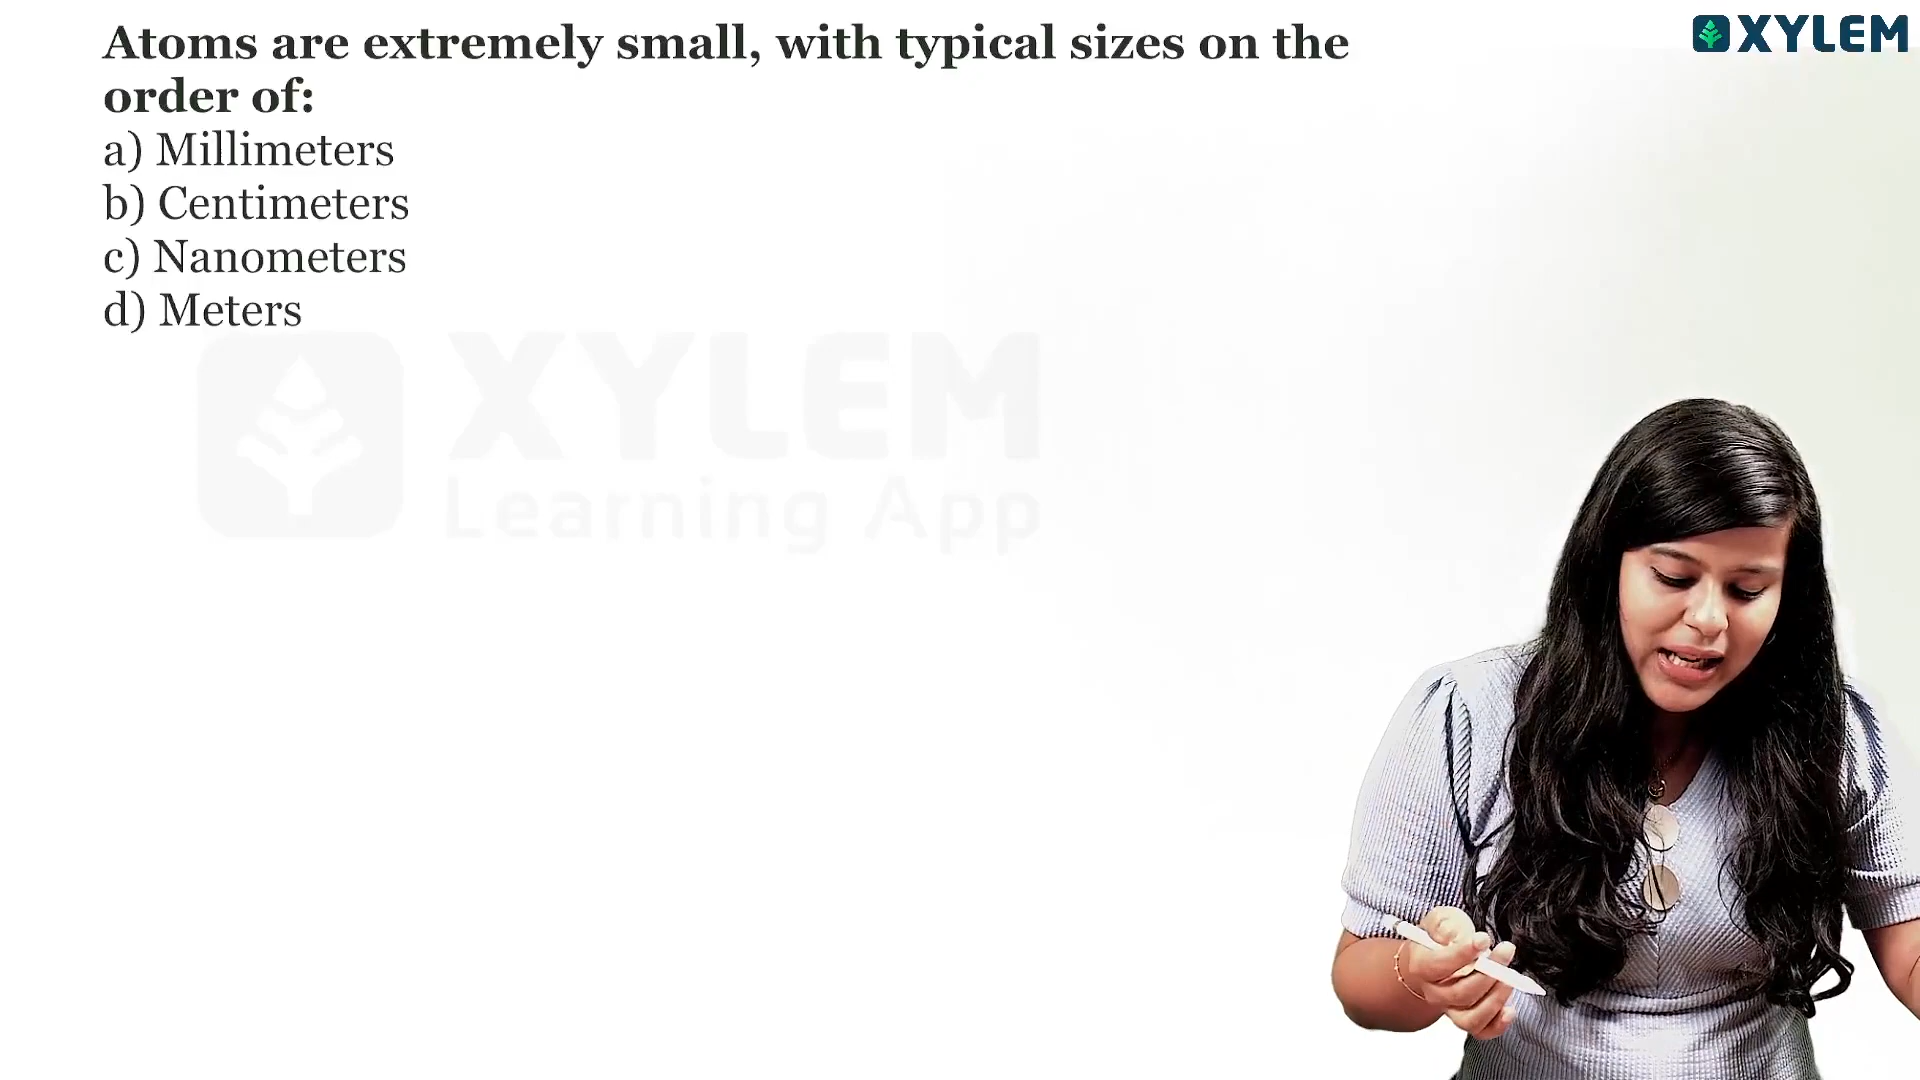 Atoms are extremely small, with typical sizes on the
order of:
a) Millimeters
b) Centimeters
c) Nanometers
d) Meters
XYLEM
XYLEM
Learning App